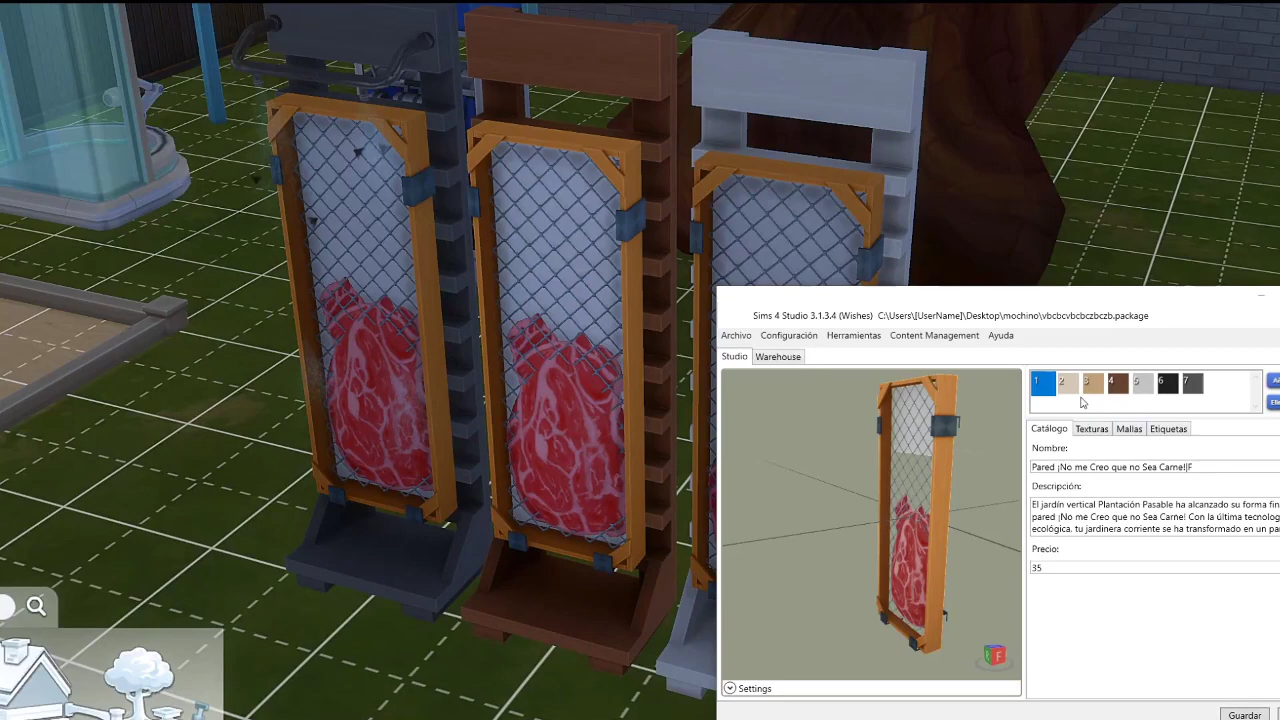 Sims 4 Studio 3.1.3.4 (Wishes) C:\Users\[UserName]\Desktop\mochino\vbcbcvbcbczbczb.package
Archivo Configuración Herramientas Content Management Ayuda
Studio Warehouse
1 2 3 4 5 6 7
Catálogo Texturas Mallas Etiquetas
Nombre:
Pared ¡No me Creo que no Sea Carne!F
Descripción:
El jardín vertical Plantación Pasable ha alcanzado su forma fin
pared ¡No me Creo que no Sea Carne! Con la última tecnolog
ecológica, tu jardinera corriente se ha transformado en un pa
Precio:
35
F
Settings
Guardar